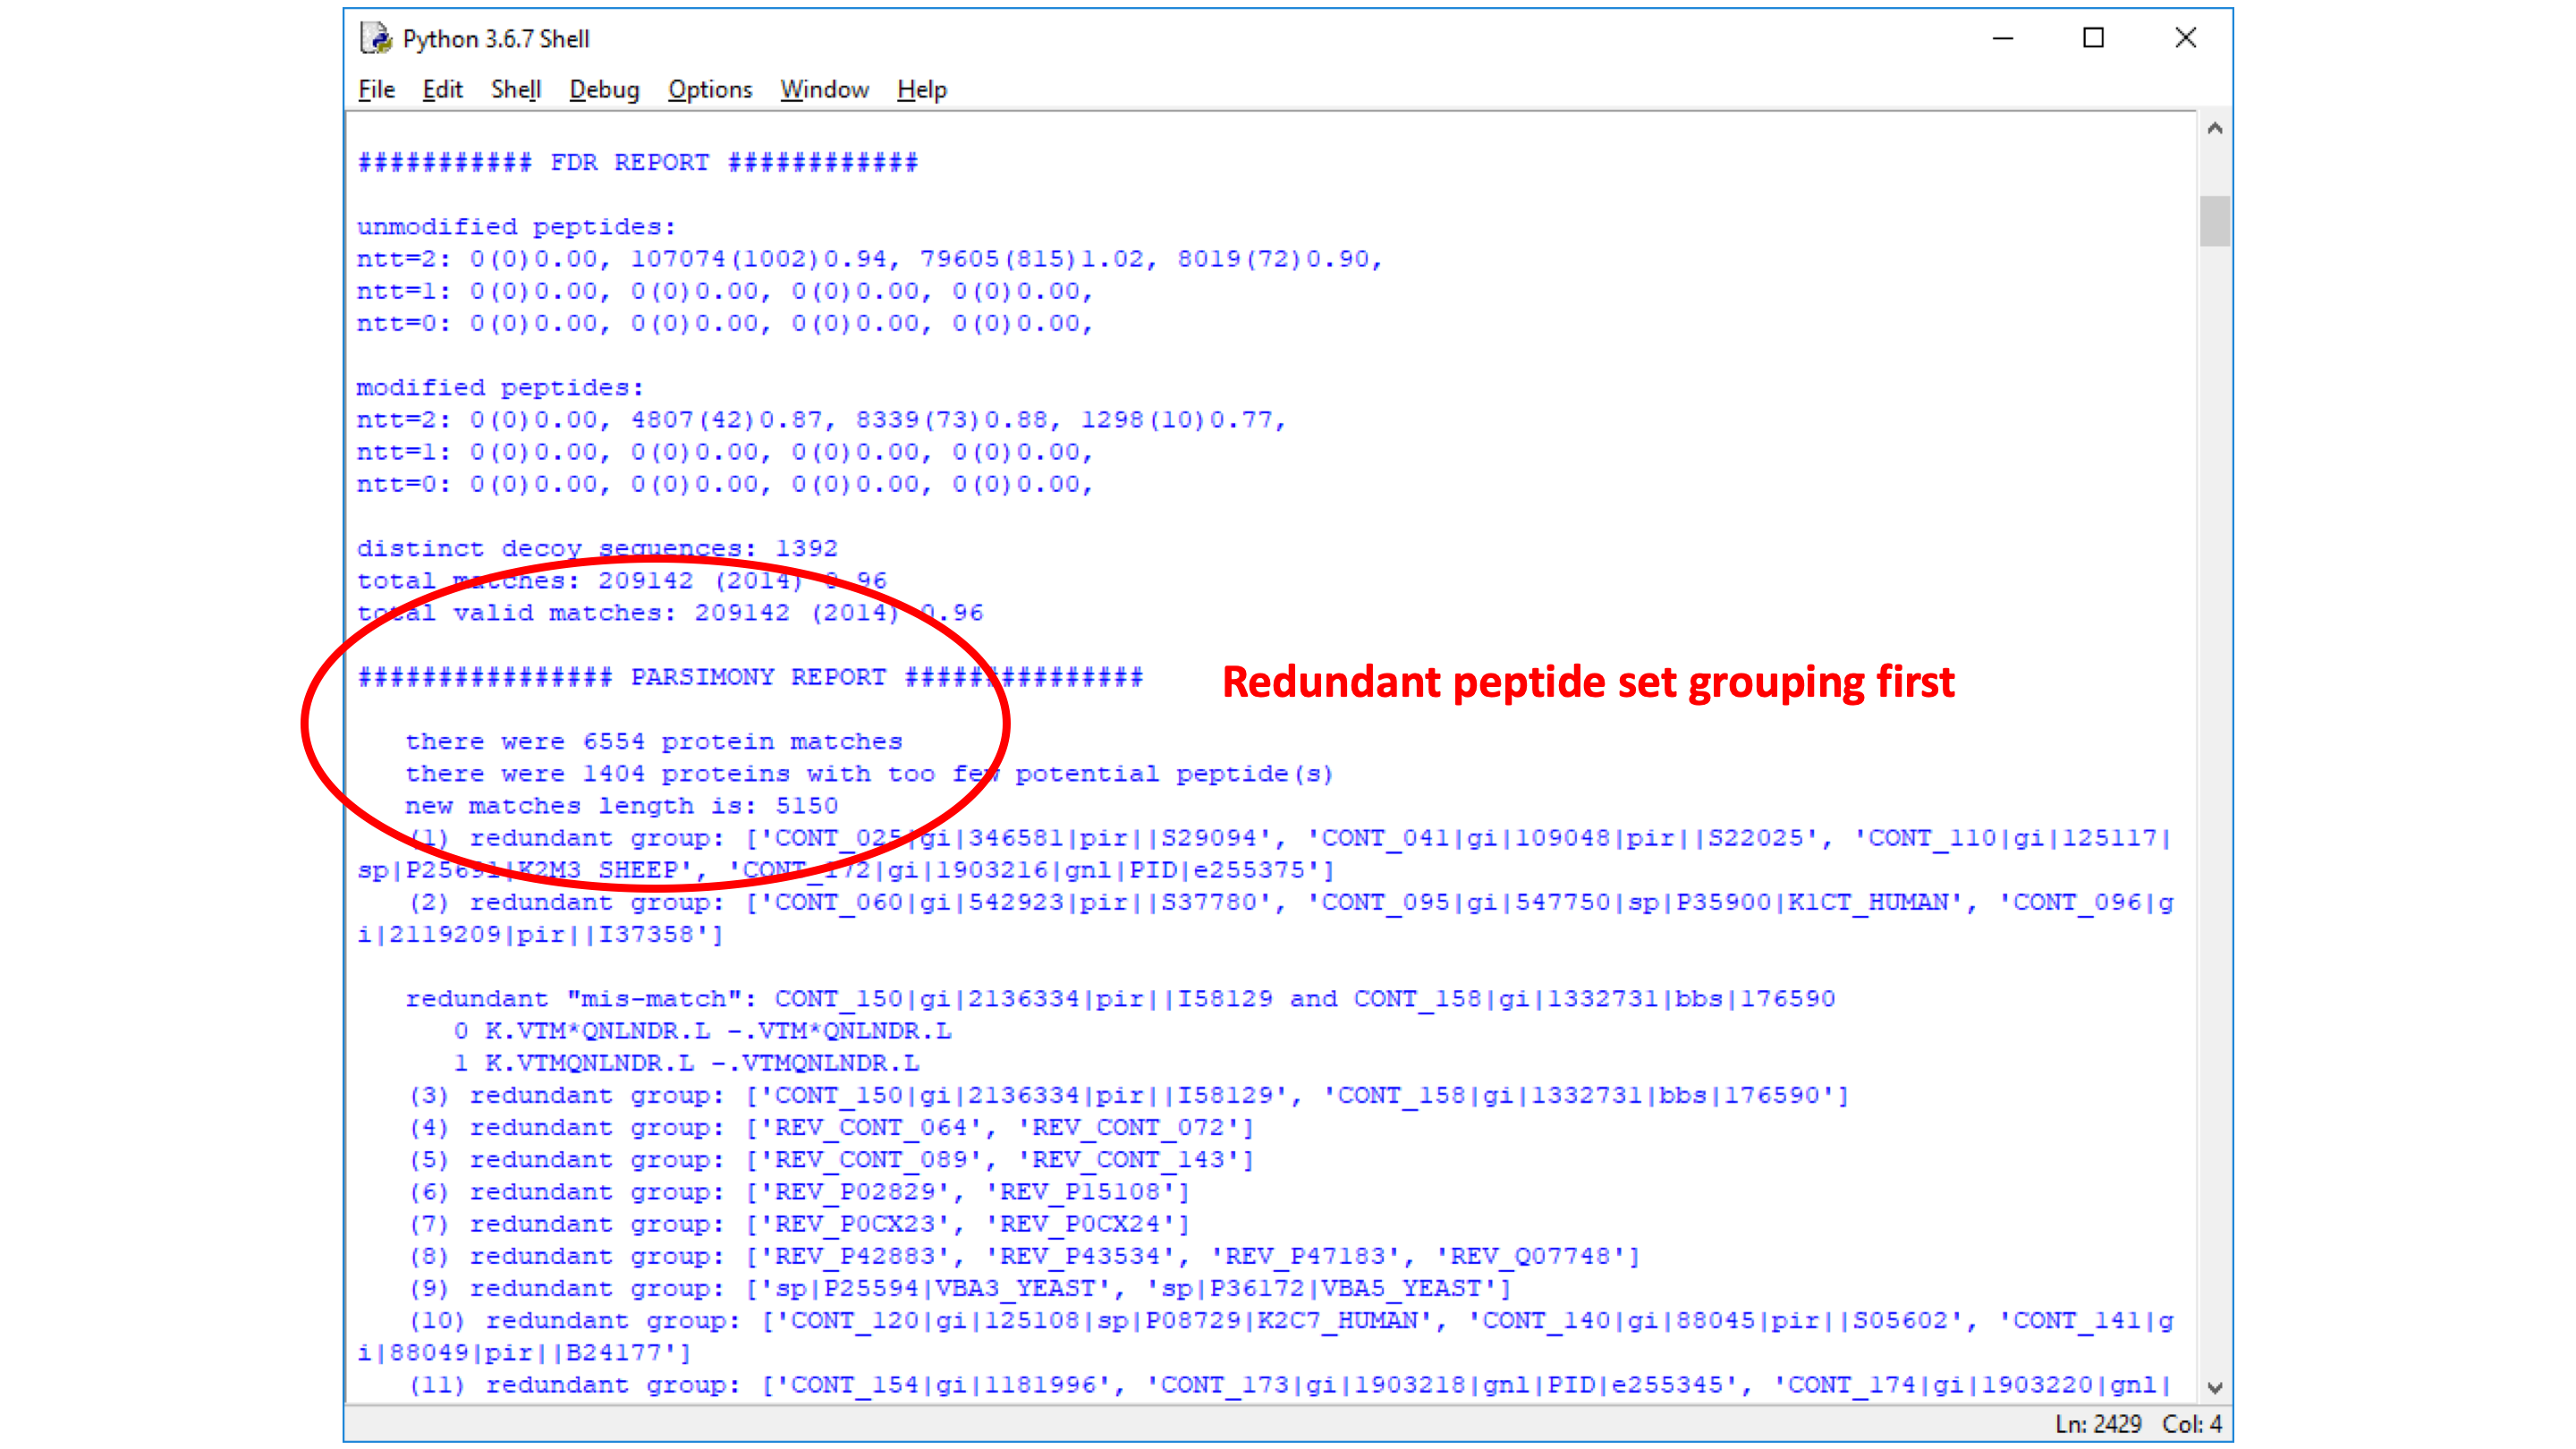 Python 3.6.7 Shell
File Edit Shell Debug Options Window Help
########### FDR REPORT ############
unmodified peptides:
ntt=2: 0(0)0.00, 107074(1002)0.94, 79605(815)1.02, 8019(72)0.90,
ntt=1: 0(0)0.00, 0(0)0.00, 0(0)0.00, 0(0)0.00,
ntt=0: 0(0)0.00, 0(0)0.00, 0(0)0.00, 0(0)0.00,
modified peptides:
ntt=2: 0(0)0.00, 4807(42)0.87, 8339(73)0.88, 1298(10)0.77,
ntt=1: 0(0)0.00, 0(0)0.00, 0(0)0.00, 0(0)0.00,
ntt=0: 0(0)0.00, 0(0)0.00, 0(0)0.00, 0(0)0.00,
distinct decoy sequences: 1392
total matches: 209142 (2014) 0.96
total valid matches: 209142 (2014) 0.96
################ PARSIMONY REPORT ###############
Redundant peptide set grouping first
there were 6554 protein matches
there were 1404 proteins with too few potential peptide(s)
new matches length is: 5150
(1) redundant group: ['CONT_025|gi|346581|pir||S29094', 'CONT_041|gi|109048|pir||S22025', 'CONT_110|gi|125117|
sp|P25691|K2M3_SHEEP', 'CONT_172|gi|1903216|gnl|PID|e255375']
(2) redundant group: ['CONT_060|gi|542923|pir||S37780', 'CONT_095|gi|547750|sp|P35900|K1CT_HUMAN', 'CONT_096|g
i|2119209|pir||I37358']
redundant "mis-match": CONT_150|gi|2136334|pir||I58129 and CONT_158|gi|1332731|bbs|176590
0 K.VTM*QNLNDR.L -.VTM*QNLNDR.L
1 K.VTMQNLNDR.L -.VTMQNLNDR.L
(3) redundant group: ['CONT_150|gi|2136334|pir||I58129', 'CONT_158|gi|1332731|bbs|176590']
(4) redundant group: ['REV_CONT_064', 'REV_CONT_072']
(5) redundant group: ['REV_CONT_089', 'REV_CONT_143']
(6) redundant group: ['REV_P02829', 'REV_P15108']
(7) redundant group: ['REV_P0CX23', 'REV_P0CX24']
(8) redundant group: ['REV_P42883', 'REV_P43534', 'REV_P47183', 'REV_Q07748']
(9) redundant group: ['sp|P25594|VBA3_YEAST', 'sp|P36172|VBA5_YEAST']
(10) redundant group: ['CONT_120|gi|125108|sp|P08729|K2C7_HUMAN', 'CONT_140|gi|88045|pir||S05602', 'CONT_141|g
i|88049|pir||B24177']
(11) redundant group: ['CONT_154|gi|1181996', 'CONT_173|gi|1903218|gnl|PID|e255345', 'CONT_174|gi|1903220|gnl|
Ln: 2429 Col: 4